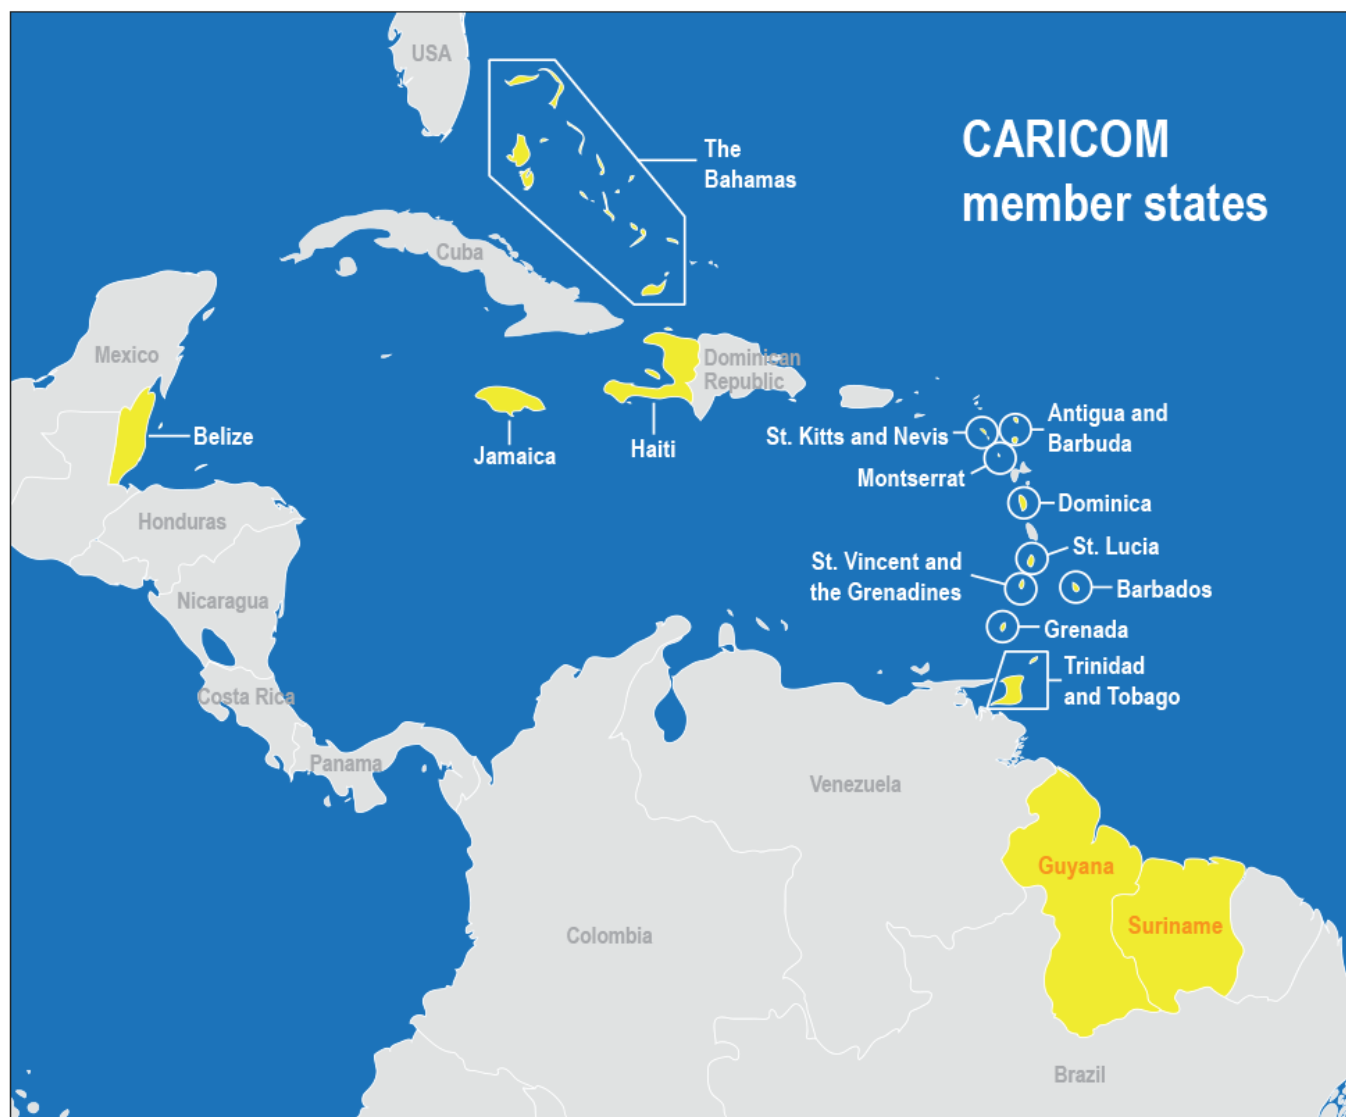 USA
CARICOM
member states
The
Bahamas
Cuba
Mexico
Dominican
Republic
Belize
Jamaica
Haiti
St. Kitts and Nevis
Antigua and
Barbuda
Montserrat
Dominica
Honduras
St. Lucia
St. Vincent and
the Grenadines
Barbados
Nicaragua
Grenada
Trinidad
and Tobago
Costa Rica
Panama
Venezuela
Guyana
Suriname
Colombia
Brazil